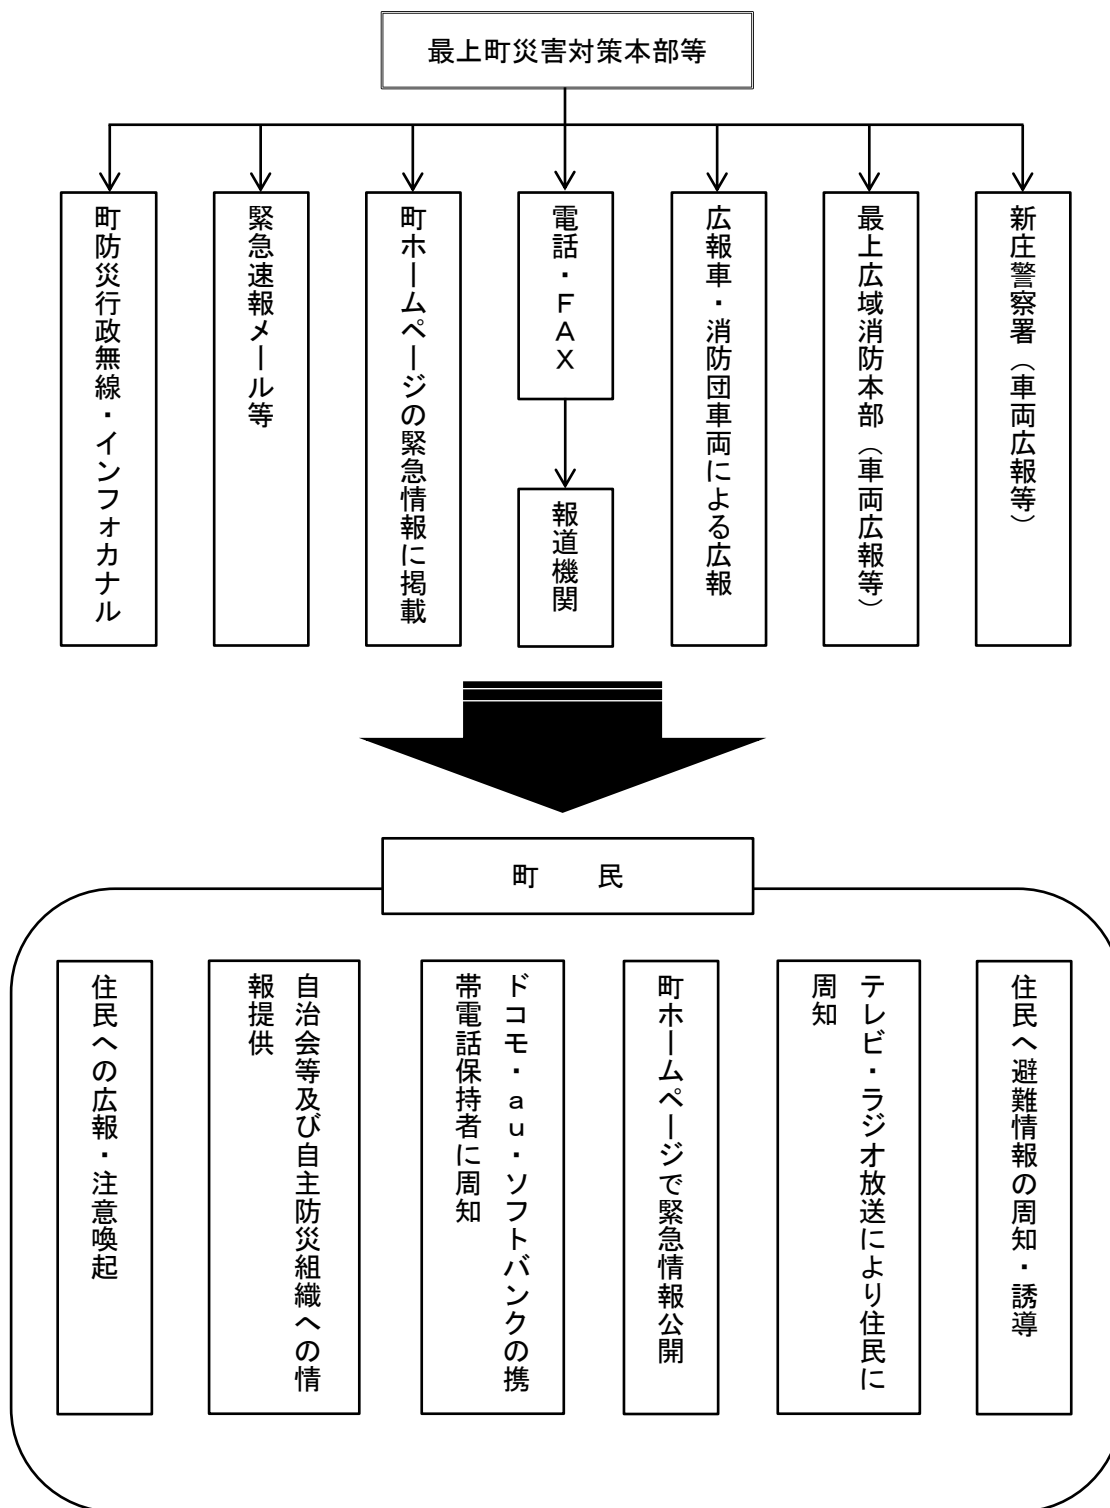 最上町災害対策本部等
町防災行政無線・インフォカナル
緊急速報メール等
町ホームページの緊急情報に掲載
電話・ＦＡＸ
報道機関
広報車・消防団車両による広報
最上広域消防本部（車両広報等）
新庄警察署（車両広報等）
町　民
住民への広報・注意喚起
自治会等及び自主防災組織への情
報提供
ドコモ・ａｕ・ソフトバンクの携
帯電話保持者に周知
町ホームページで緊急情報公開
テレビ・ラジオ放送により住民に
周知
住民へ避難情報の周知・誘導